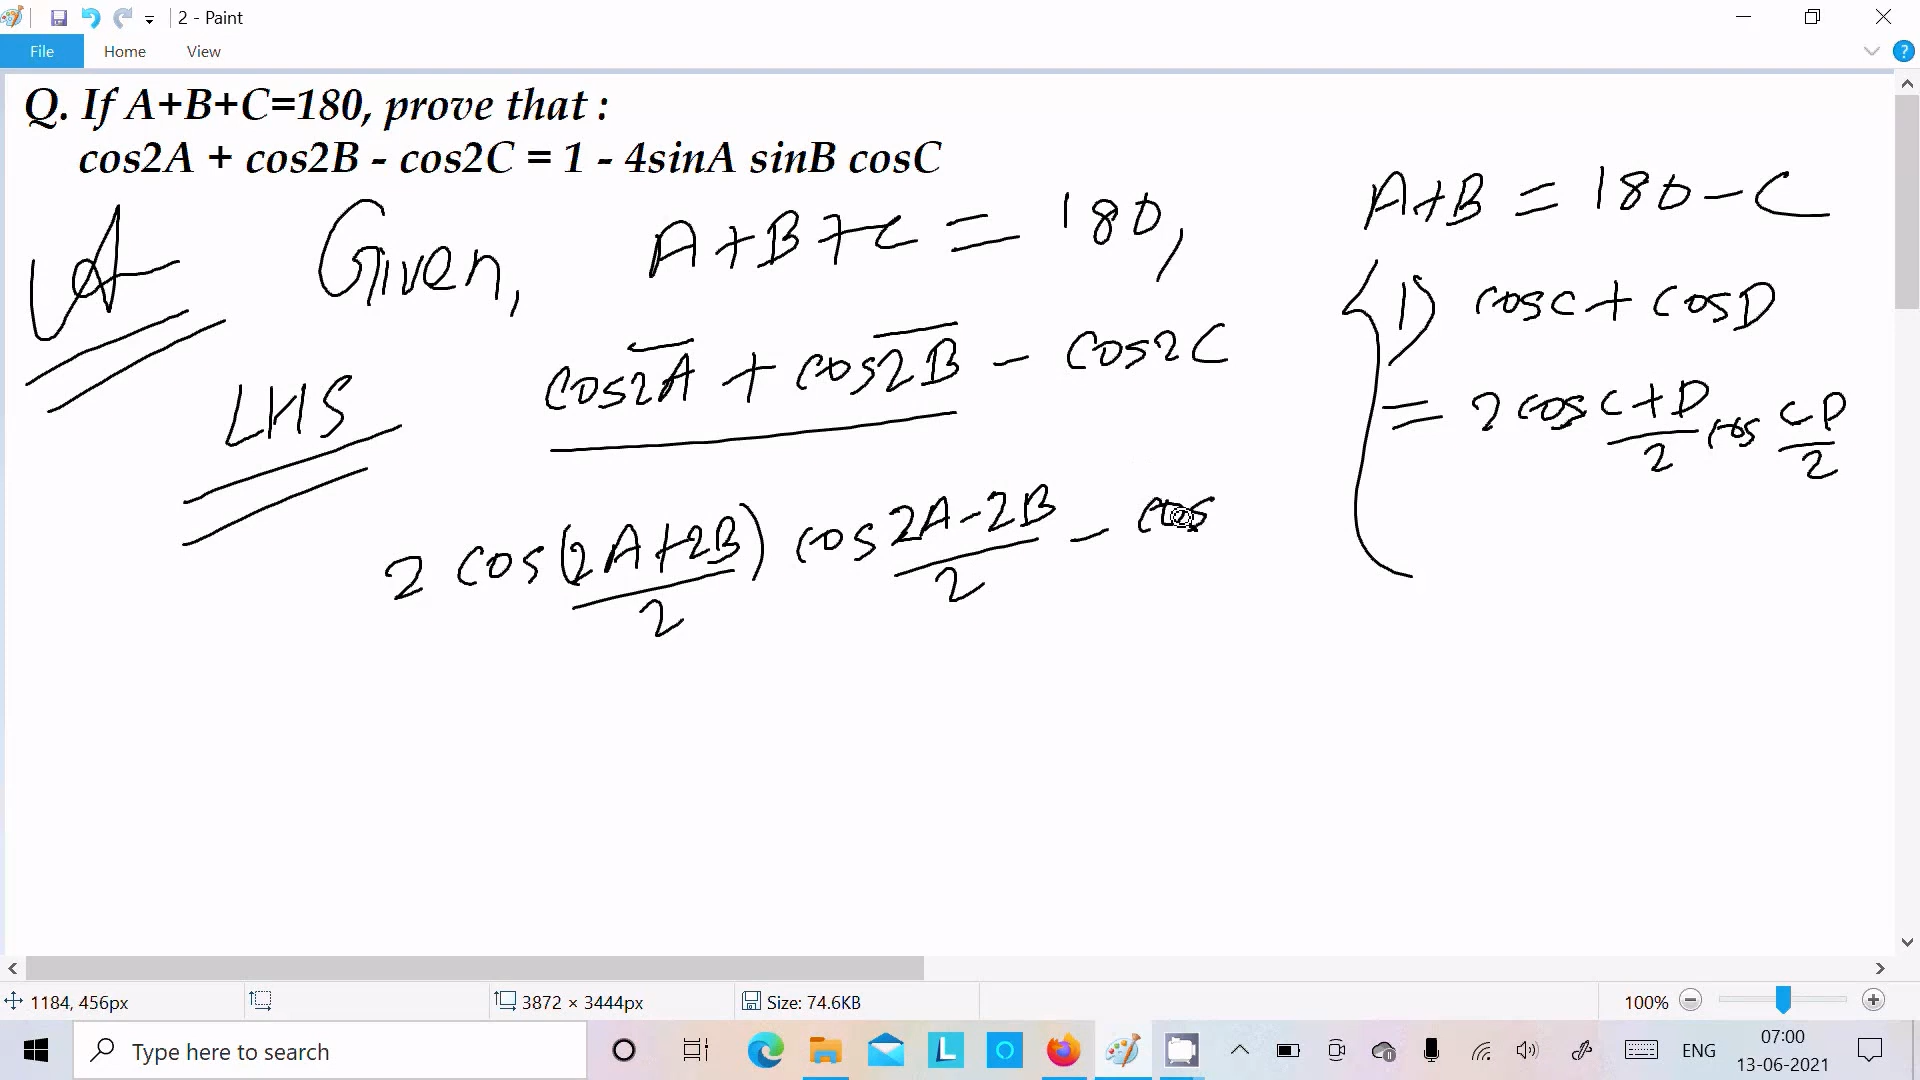 2 - Paint
File Home View
Q. If A+B+C=180, prove that :
cos2A + cos2B - cos2C = 1 - 4sinA sinB cosC
Given, A+B+C = 180,
A+B = 180-C
LHS cos2A + cos2B - cos2C
1) cosC + cosD
= 2 cos C+D/2 cos CD/2
2 cos(2A+2B/2) cos 2A-2B/2 - cos
1184, 456px 3872 × 3444px Size: 74.6KB 100%
Type here to search
ENG
07:00
13-06-2021